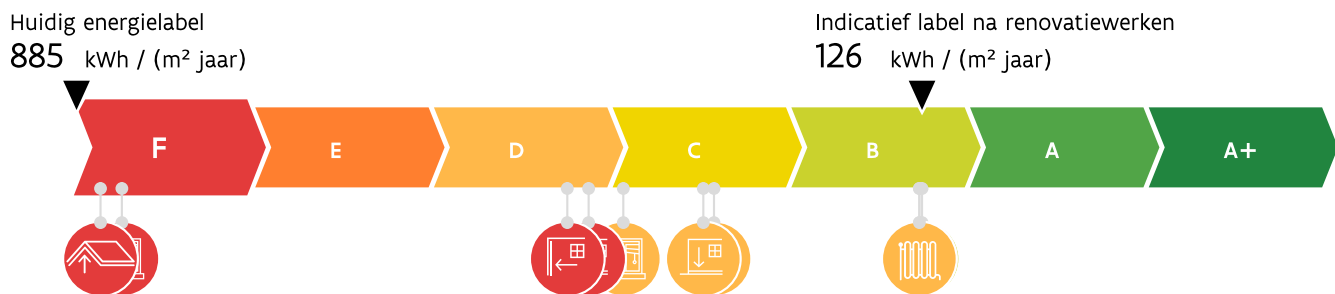 Huidig energielabel
885 kWh / (m² jaar)
Indicatief label na renovatiewerken
126 kWh / (m² jaar)
F E D C B A A+